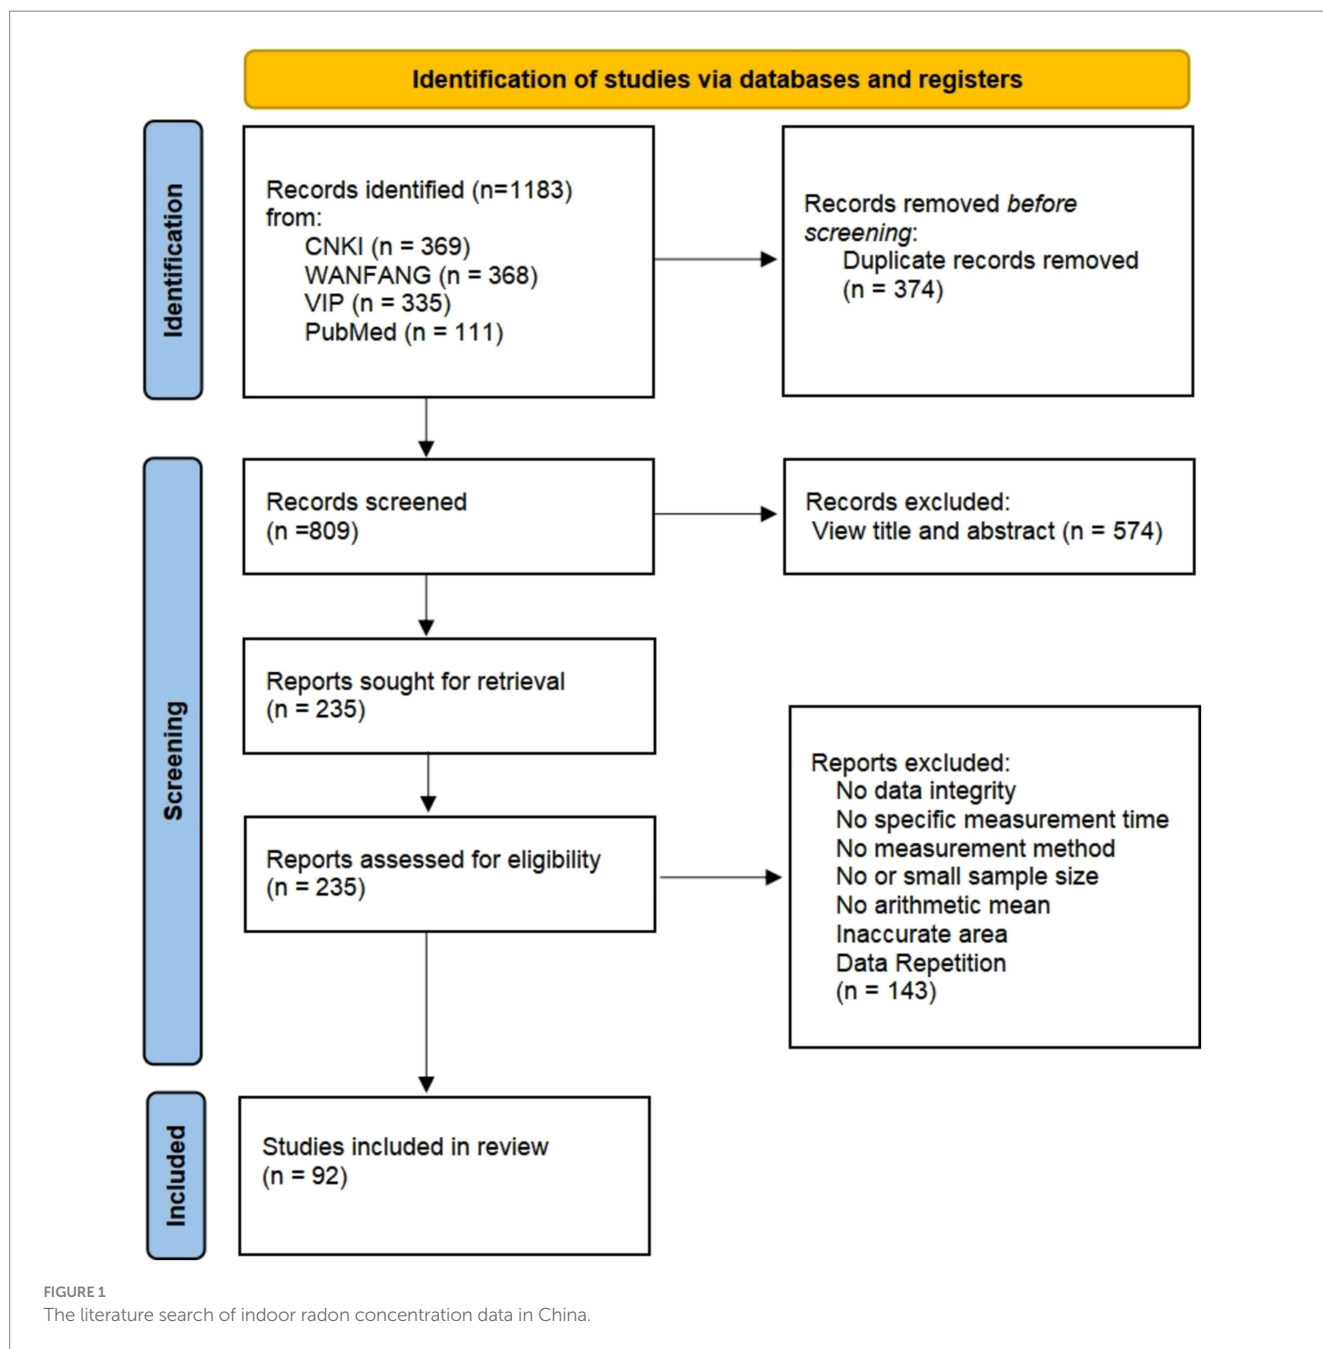 Identification of studies via databases and registers
Identification
Records identified (n=1183)
from:
CNKI (n = 369)
WANFANG (n = 368)
VIP (n = 335)
PubMed (n = 111)
Records removed before
screening:
Duplicate records removed
(n = 374)
Screening
Records screened
(n =809)
Records excluded:
View title and abstract (n = 574)
Reports sought for retrieval
(n = 235)
Reports assessed for eligibility
(n = 235)
Reports excluded:
No data integrity
No specific measurement time
No measurement method
No or small sample size
No arithmetic mean
Inaccurate area
Data Repetition
(n = 143)
Included
Studies included in review
(n = 92)
FIGURE 1
The literature search of indoor radon concentration data in China.